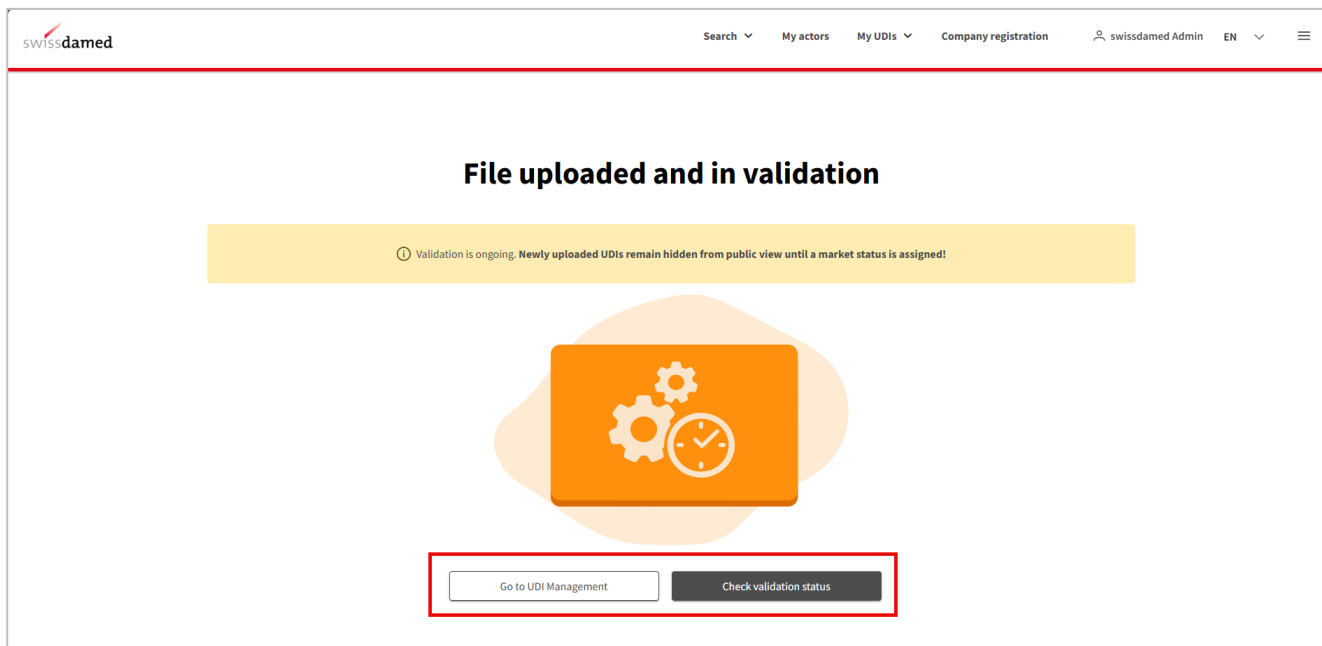 swissdamed
Search My actors My UDIs Company registration swissdamed Admin EN
File uploaded and in validation
Validation is ongoing. Newly uploaded UDIs remain hidden from public view until a market status is assigned!
Go to UDI Management Check validation status